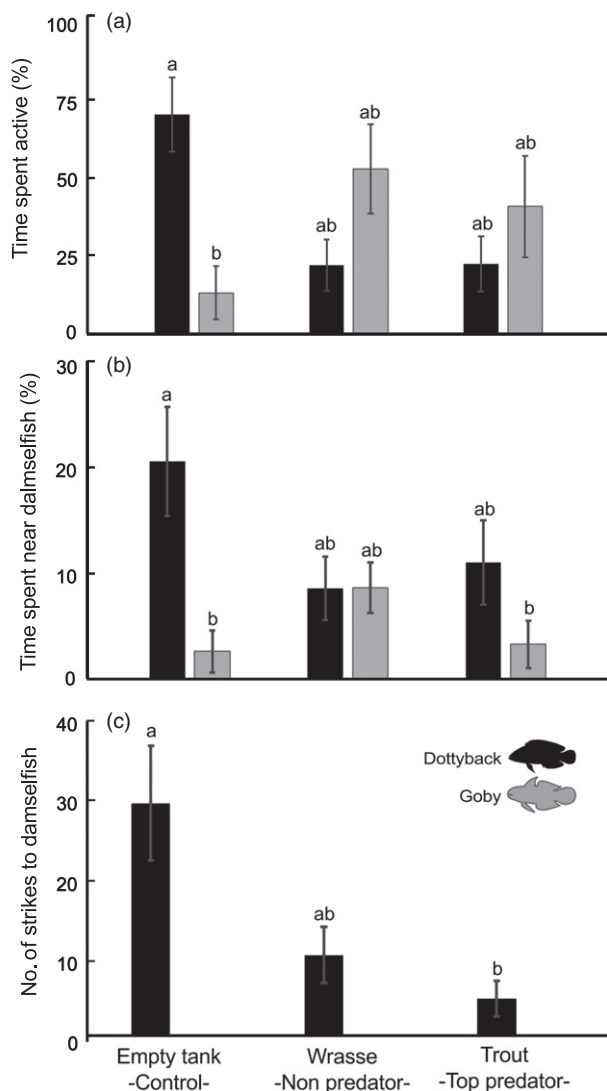 (a)
Time spent active (%)
100
75
50
25
0
a
b
ab
ab
ab
ab
(b)
Time spent near dalmselfish (%)
30
20
10
0
a
b
ab
ab
ab
b
(c)
No. of strikes to damselfish
40
30
20
10
0
a
ab
b
Dottyback
Goby
Empty tank
-Control-
Wrasse
-Non predator-
Trout
-Top predator-